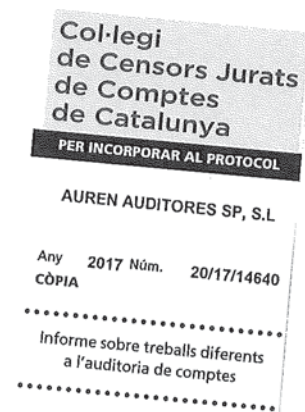 Col·legi
de Censors Jurats
de Comptes
de Catalunya
PER INCORPORAR AL PROTOCOL
AUREN AUDITORES SP, S.L
Any 2017 Núm. 20/17/14640
CÒPIA
Informe sobre treballs diferents
a l'auditoria de comptes